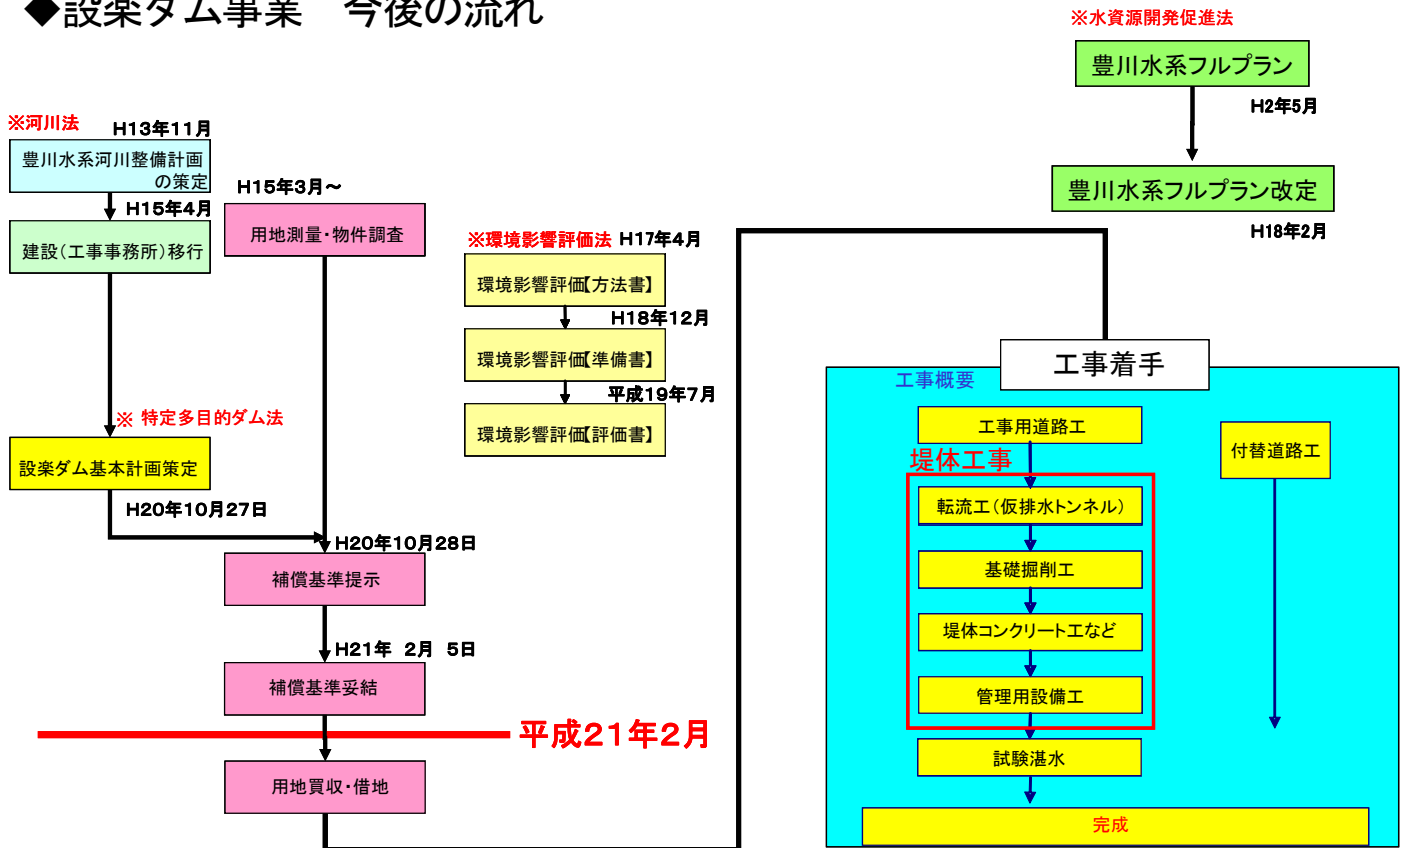 ◆設楽ダム事業　今後の流れ
※水資源開発促進法
豊川水系フルプラン
H2年5月
豊川水系フルプラン改定
H18年2月
※河川法
H13年11月
豊川水系河川整備計画
の策定
H15年4月
建設(工事事務所)移行
※ 特定多目的ダム法
設楽ダム基本計画策定
H20年10月27日
H15年3月～
用地測量・物件調査
H20年10月28日
補償基準提示
H21年 2月 5日
補償基準妥結
平成21年2月
用地買収・借地
※環境影響評価法 H17年4月
環境影響評価【方法書】
H18年12月
環境影響評価【準備書】
平成19年7月
環境影響評価【評価書】
工事着手
工事概要
工事用道路工
堤体工事
転流工(仮排水トンネル)
基礎掘削工
堤体コンクリート工など
管理用設備工
試験湛水
付替道路工
完成